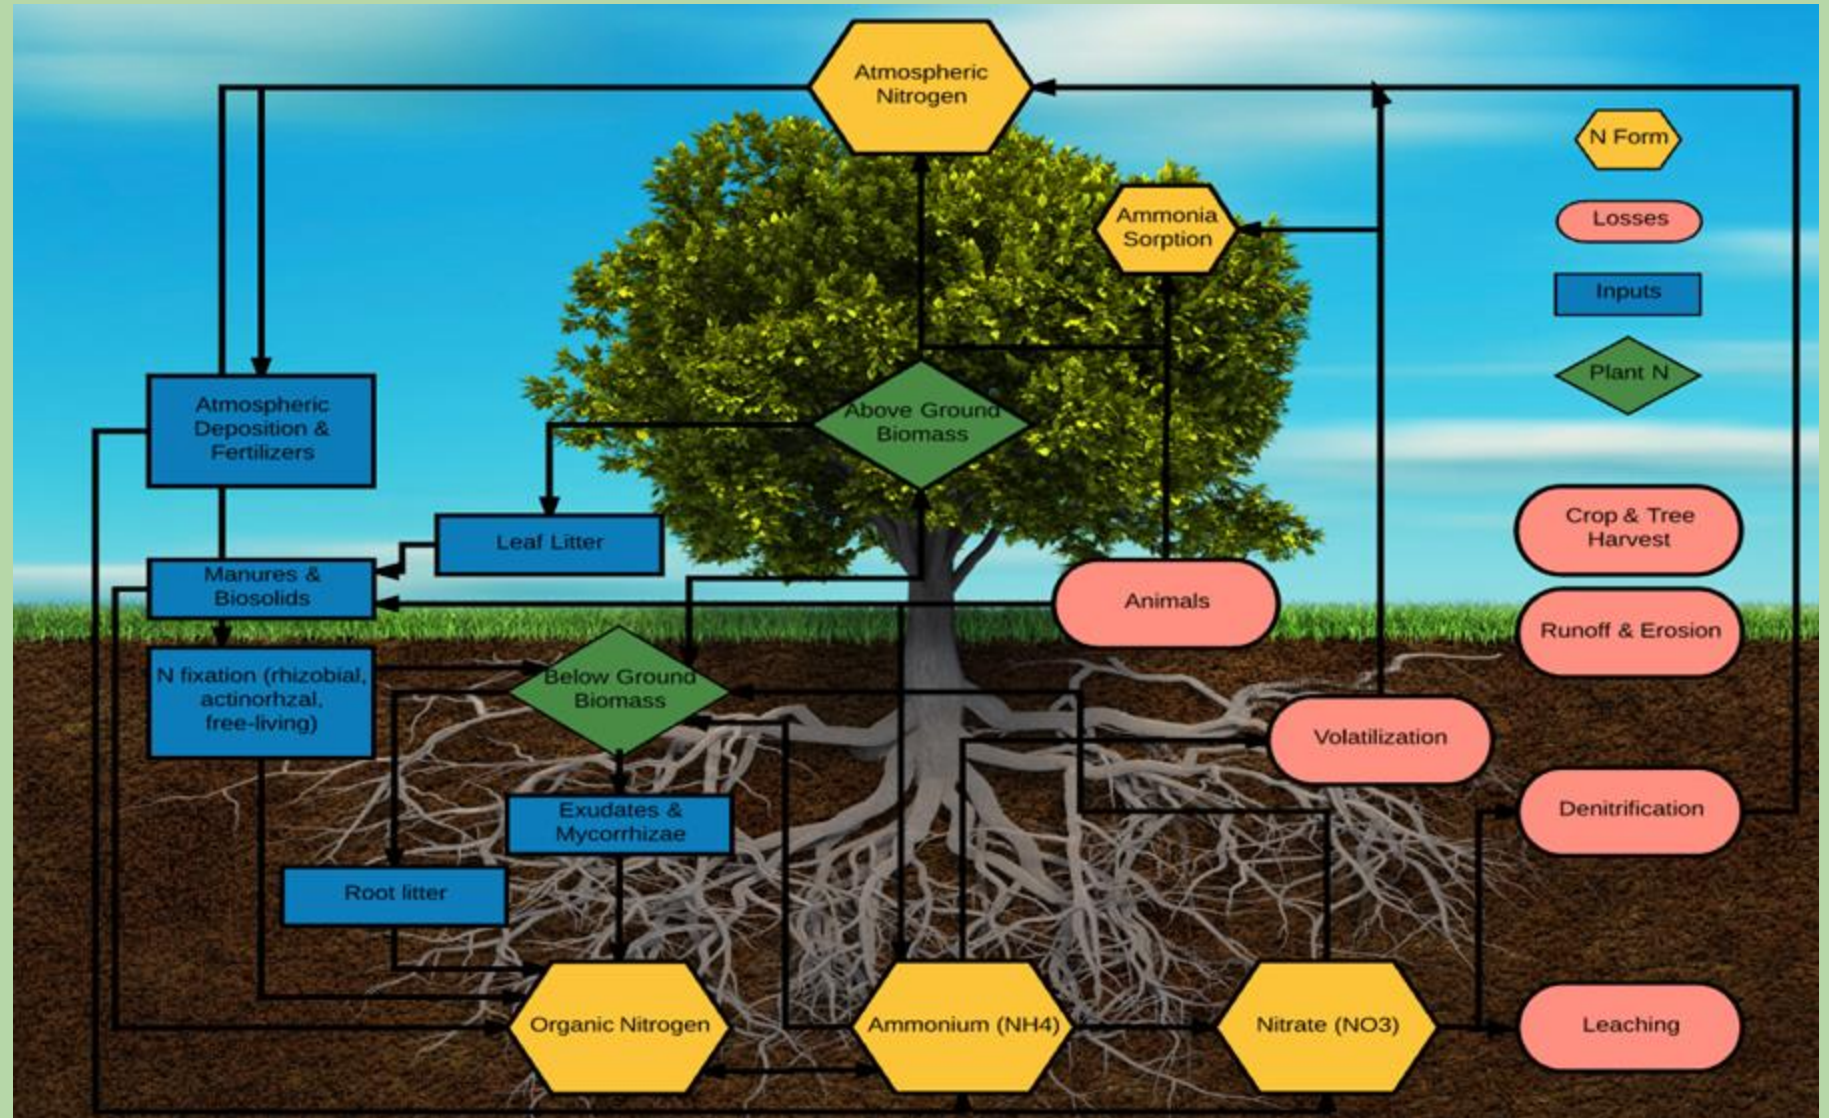 Atmospheric
Nitrogen
N Form
Ammonia
Sorption
Losses
Inputs
Plant N
Atmospheric
Deposition &
Fertilizers
Above Ground
Biomass
Leaf Litter
Crop & Tree
Harvest
Manures &
Biosolids
Animals
Runoff & Erosion
N fixation (rhizobial,
actinorhzal,
free-living)
Below Ground
Biomass
Volatilization
Exudates &
Mycorrhizae
Denitrification
Root litter
Organic Nitrogen
Ammonium (NH4)
Nitrate (NO3)
Leaching